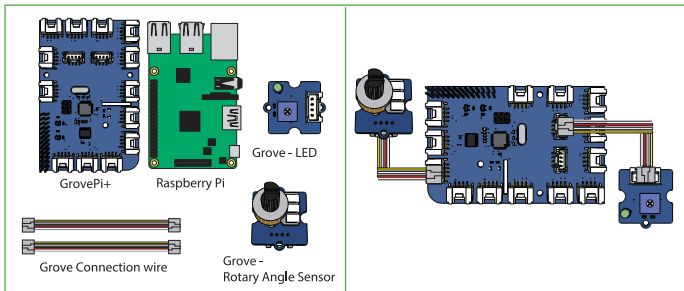 Grove - LED
GrovePi+
Raspberry Pi
Grove Connection wire
Grove -
Rotary Angle Sensor